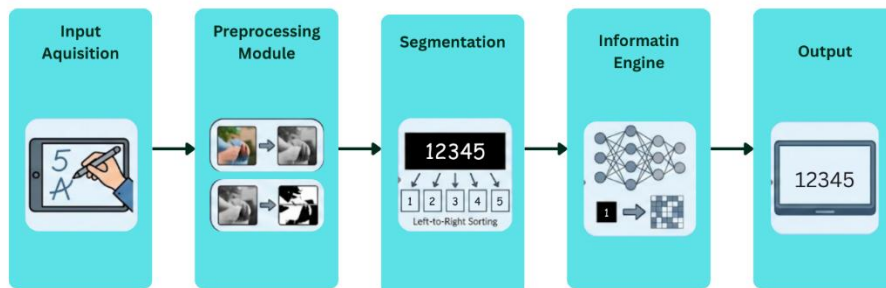 Input
Aquisition
5
A
Preprocessing
Module
Segmentation
12345
1 2 3 4 5
Left-to-Right Sorting
Informatin
Engine
1
Output
12345